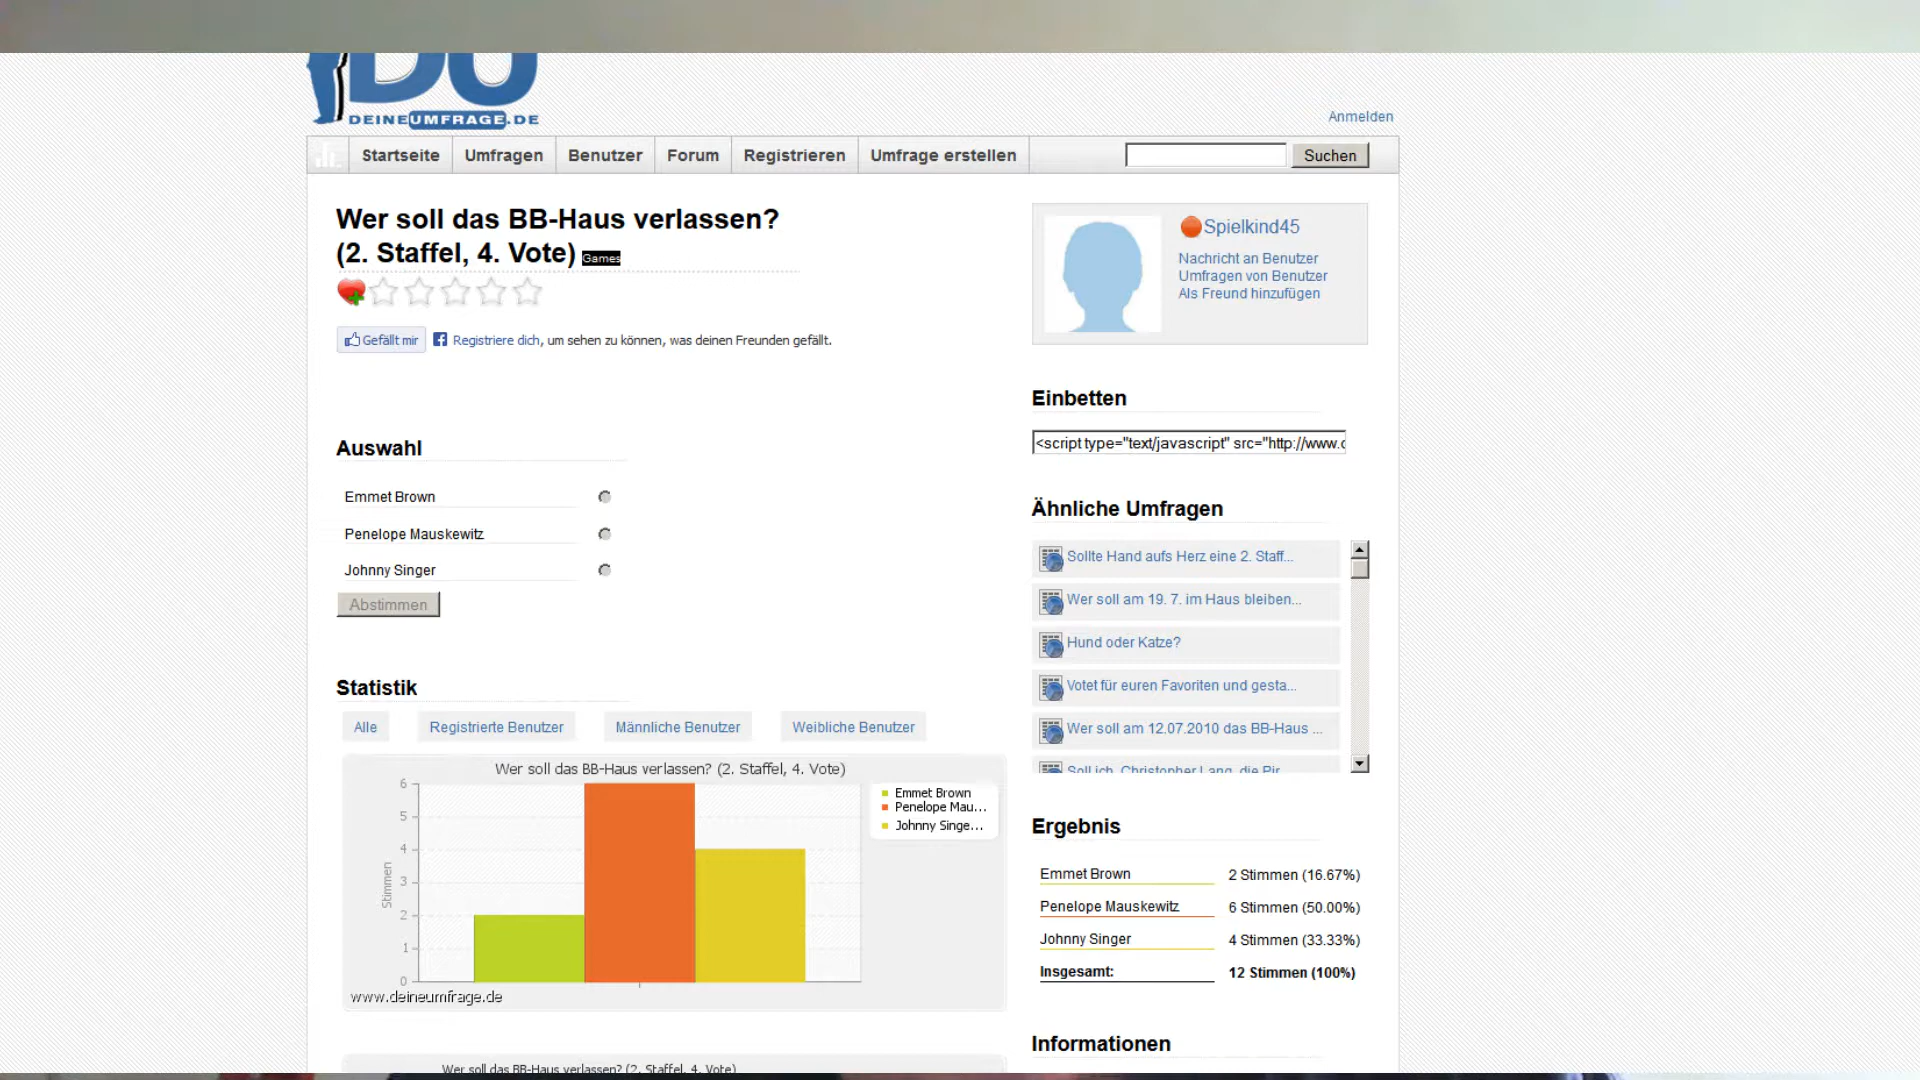 DU
DEINEUMFRAGE.DE
Anmelden
Startseite Umfragen Benutzer Forum Registrieren Umfrage erstellen Suchen
Wer soll das BB-Haus verlassen?
(2. Staffel, 4. Vote) Games
Gefällt mir Registriere dich, um sehen zu können, was deinen Freunden gefällt.
Auswahl
Emmet Brown
Penelope Mauskewitz
Johnny Singer
Abstimmen
Statistik
Alle Registrierte Benutzer Männliche Benutzer Weibliche Benutzer
Wer soll das BB-Haus verlassen? (2. Staffel, 4. Vote)
6
5
4
3
2
1
0
Stimmen
Emmet Brown
Penelope Mau...
Johnny Singe...
www.deineumfrage.de
Wer soll das BB-Haus verlassen? (2. Staffel, 4. Vote)
Spielkind45
Nachricht an Benutzer
Umfragen von Benutzer
Als Freund hinzufügen
Einbetten
<script type="text/javascript" src="http://www.
Ähnliche Umfragen
Sollte Hand aufs Herz eine 2. Staff...
Wer soll am 19. 7. im Haus bleiben...
Hund oder Katze?
Votet für euren Favoriten und gesta...
Wer soll am 12.07.2010 das BB-Haus ...
Soll ich, Christopher Lang, die Pir...
Ergebnis
Emmet Brown 2 Stimmen (16.67%)
Penelope Mauskewitz 6 Stimmen (50.00%)
Johnny Singer 4 Stimmen (33.33%)
Insgesamt: 12 Stimmen (100%)
Informationen